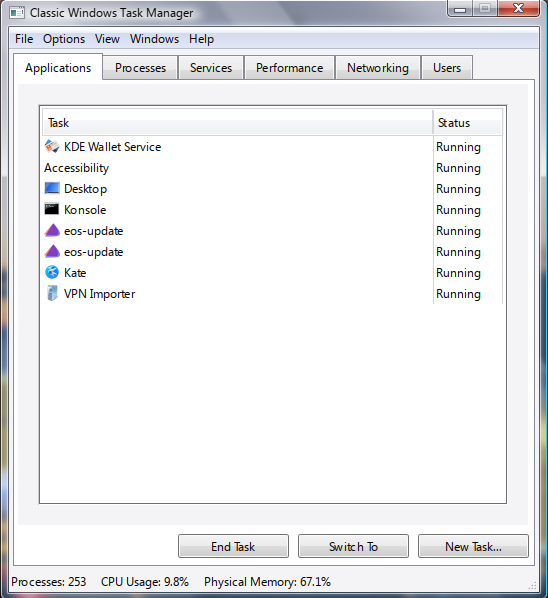 Classic Windows Task Manager
File Options View Windows Help
Applications Processes Services Performance Networking Users
Task Status
KDE Wallet Service Running
Accessibility Running
Desktop Running
Konsole Running
eos-update Running
eos-update Running
Kate Running
VPN Importer Running
End Task Switch To New Task...
Processes: 253 CPU Usage: 9.8% Physical Memory: 67.1%